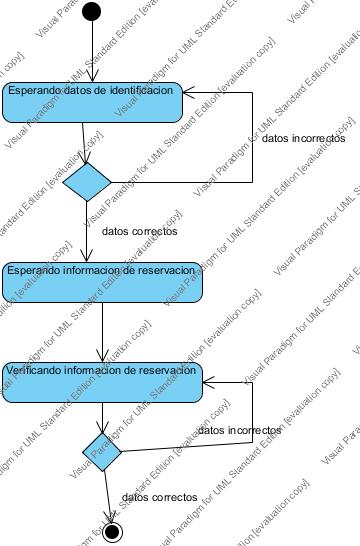 Esperando datos de identificacion
datos incorrectos
datos correctos
Esperando informacion de reservacion
Verificando informacion de reservacion
datos incorrectos
datos correctos
Visual Paradigm for UML Standard Edition [evaluation copy]